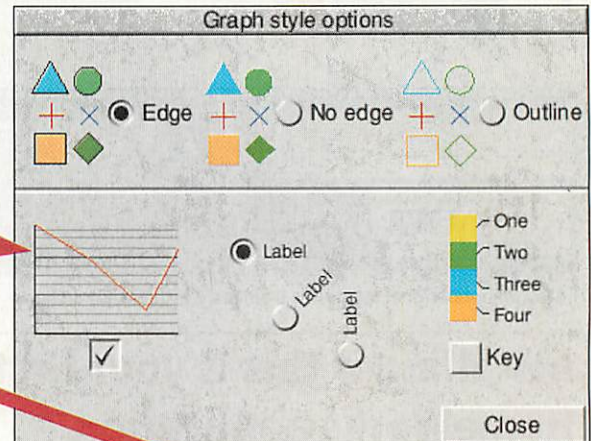 Graph style options
Edge
No edge
Outline
Label
Label
Label
One
Two
Three
Four
Key
Close